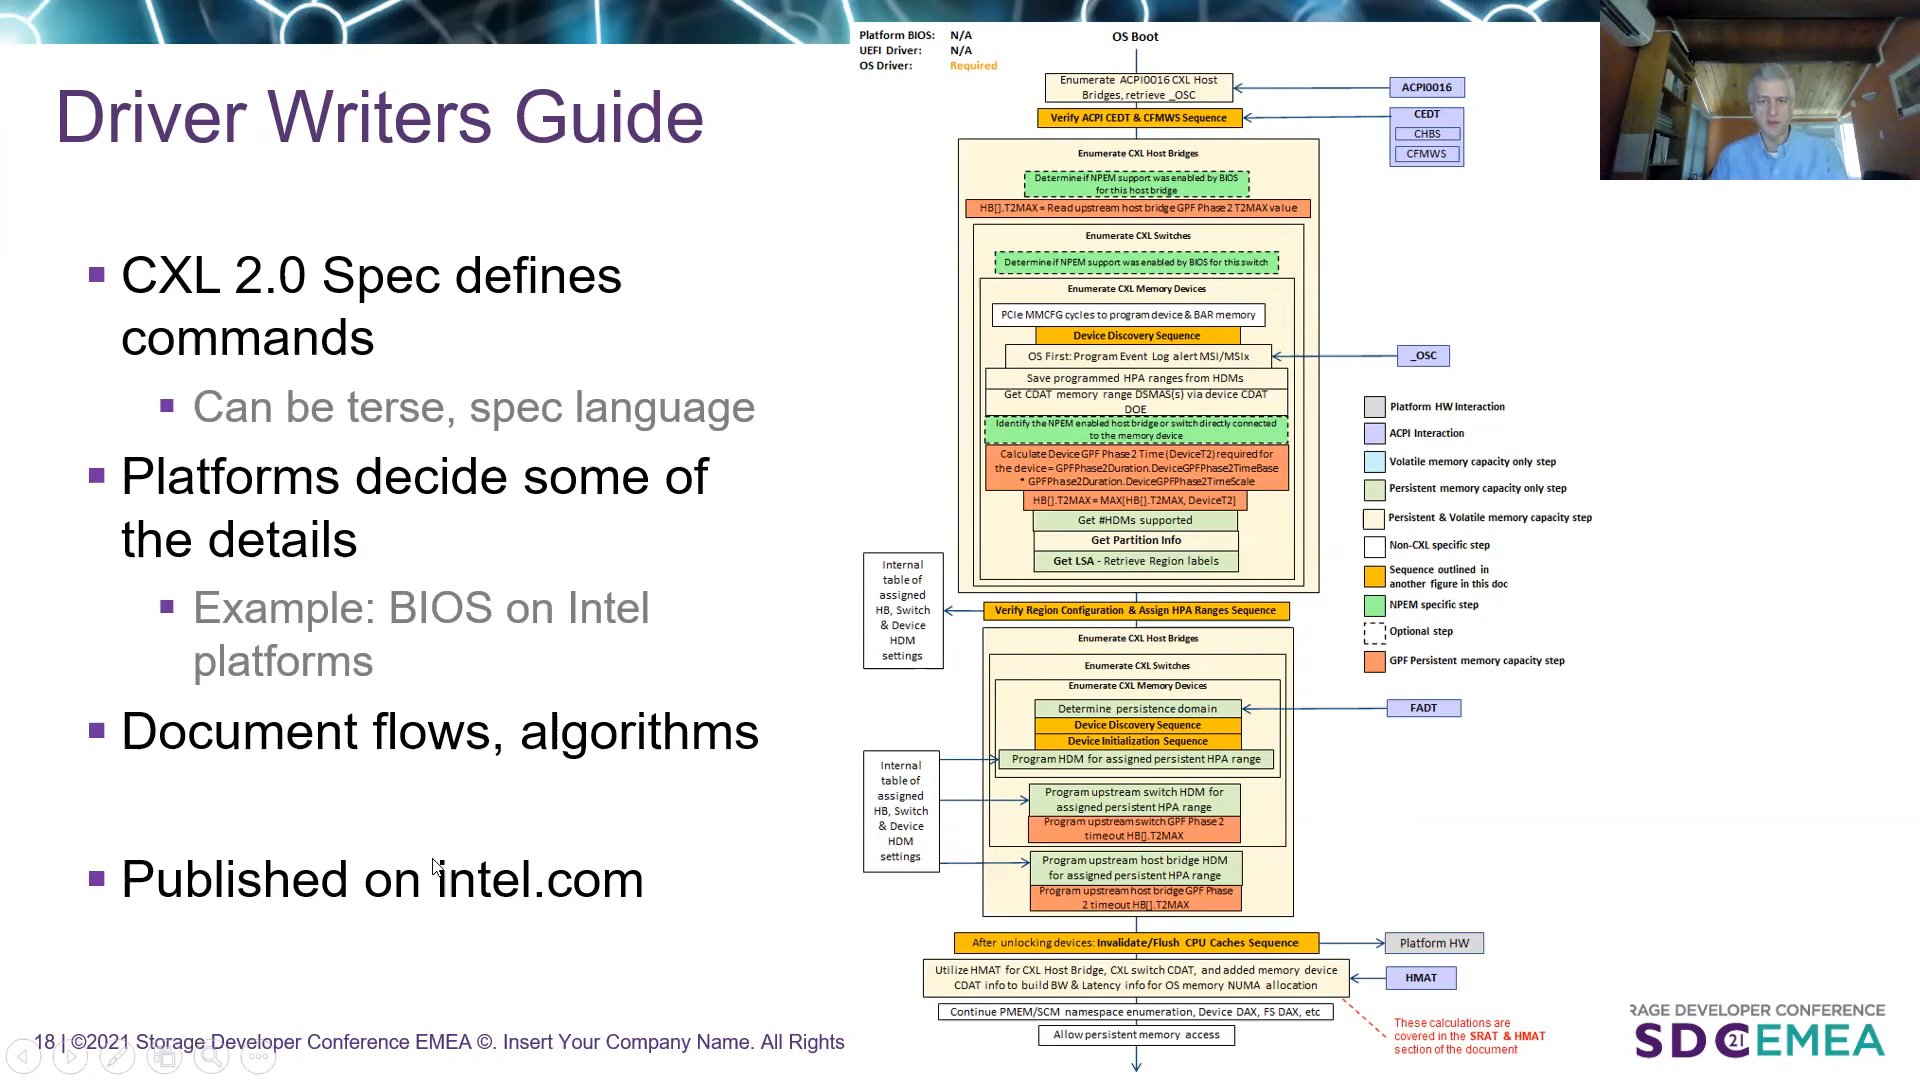 Driver Writers Guide
CXL 2.0 Spec defines
commands
Can be terse, spec language
Platforms decide some of
the details
Example: BIOS on Intel
platforms
Document flows, algorithms
Published on intel.com
18 | ©2021 Storage Developer Conference EMEA ©. Insert Your Company Name. All Rights
Platform BIOS: N/A
UEFI Driver: N/A
OS Driver: Required
OS Boot
Enumerate ACPI0016 CXL Host
Bridges, retrieve _OSC
ACPI0016
Verify ACPI CEDT & CFMWS Sequence
CEDT
CHBS
CFMWS
Enumerate CXL Host Bridges
Determine if NPEM support was enabled by BIOS
for this host bridge
HB[].T2MAX = Read upstream host bridge GPF Phase 2 T2MAX value
Enumerate CXL Switches
Determine if NPEM support was enabled by BIOS for this switch
Enumerate CXL Memory Devices
PCIe MMCFG cycles to program device & BAR memory
Device Discovery Sequence
OS First: Program Event Log alert MSI/MSIx
_OSC
Save programmed HPA ranges from HDMs
Get CDAT memory range DSMAS(s) via device CDAT
DOE
Identify the NPEM enabled host bridge or switch directly connected
to the memory device
Calculate Device GPF Phase 2 Time (DeviceT2) required for
the device = GPFPhase2Duration.DeviceGPFPhase2TimeBase
* GPFPhase2Duration.DeviceGPFPhase2TimeScale
HB[].T2MAX = MAX[HB[].T2MAX, DeviceT2]
Get #HDMs supported
Get Partition Info
Get LSA - Retrieve Region labels
Internal
table of
assigned
HB, Switch
& Device
HDM
settings
Verify Region Configuration & Assign HPA Ranges Sequence
Enumerate CXL Host Bridges
Enumerate CXL Switches
Enumerate CXL Memory Devices
Determine persistence domain
FADT
Device Discovery Sequence
Device Initialization Sequence
Program HDM for assigned persistent HPA range
Internal
table of
assigned
HB, Switch
& Device
HDM
settings
Program upstream switch HDM for
assigned persistent HPA range
Program upstream switch GPF Phase 2
timeout HB[].T2MAX
Program upstream host bridge HDM
for assigned persistent HPA range
Program upstream host bridge GPF Phase
2 timeout HB[].T2MAX
After unlocking devices: Invalidate/Flush CPU Caches Sequence
Platform HW
Utilize HMAT for CXL Host Bridge, CXL switch CDAT, and added memory device
CDAT info to build BW & Latency info for OS memory NUMA allocation
HMAT
Continue PMEM/SCM namespace enumeration, Device DAX, FS DAX, etc
Allow persistent memory access
These calculations are
covered in the SRAT & HMAT
section of the document
Platform HW Interaction
ACPI Interaction
Volatile memory capacity only step
Persistent memory capacity only step
Persistent & Volatile memory capacity step
Non-CXL specific step
Sequence outlined in
another figure in this doc
NPEM specific step
Optional step
GPF Persistent memory capacity step
RAGE DEVELOPER CONFERENCE
SDC 21 EMEA